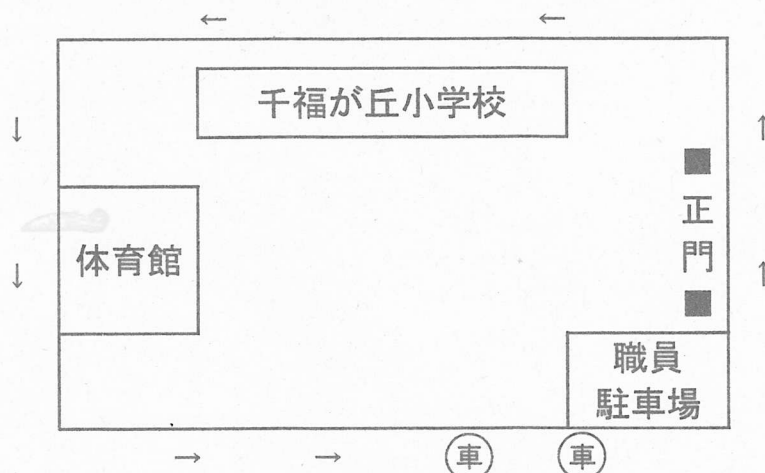 ← ←
千福が丘小学校
↓ ↑
正門
体育館
↓ ↑
職員
駐車場
→ → 車 車